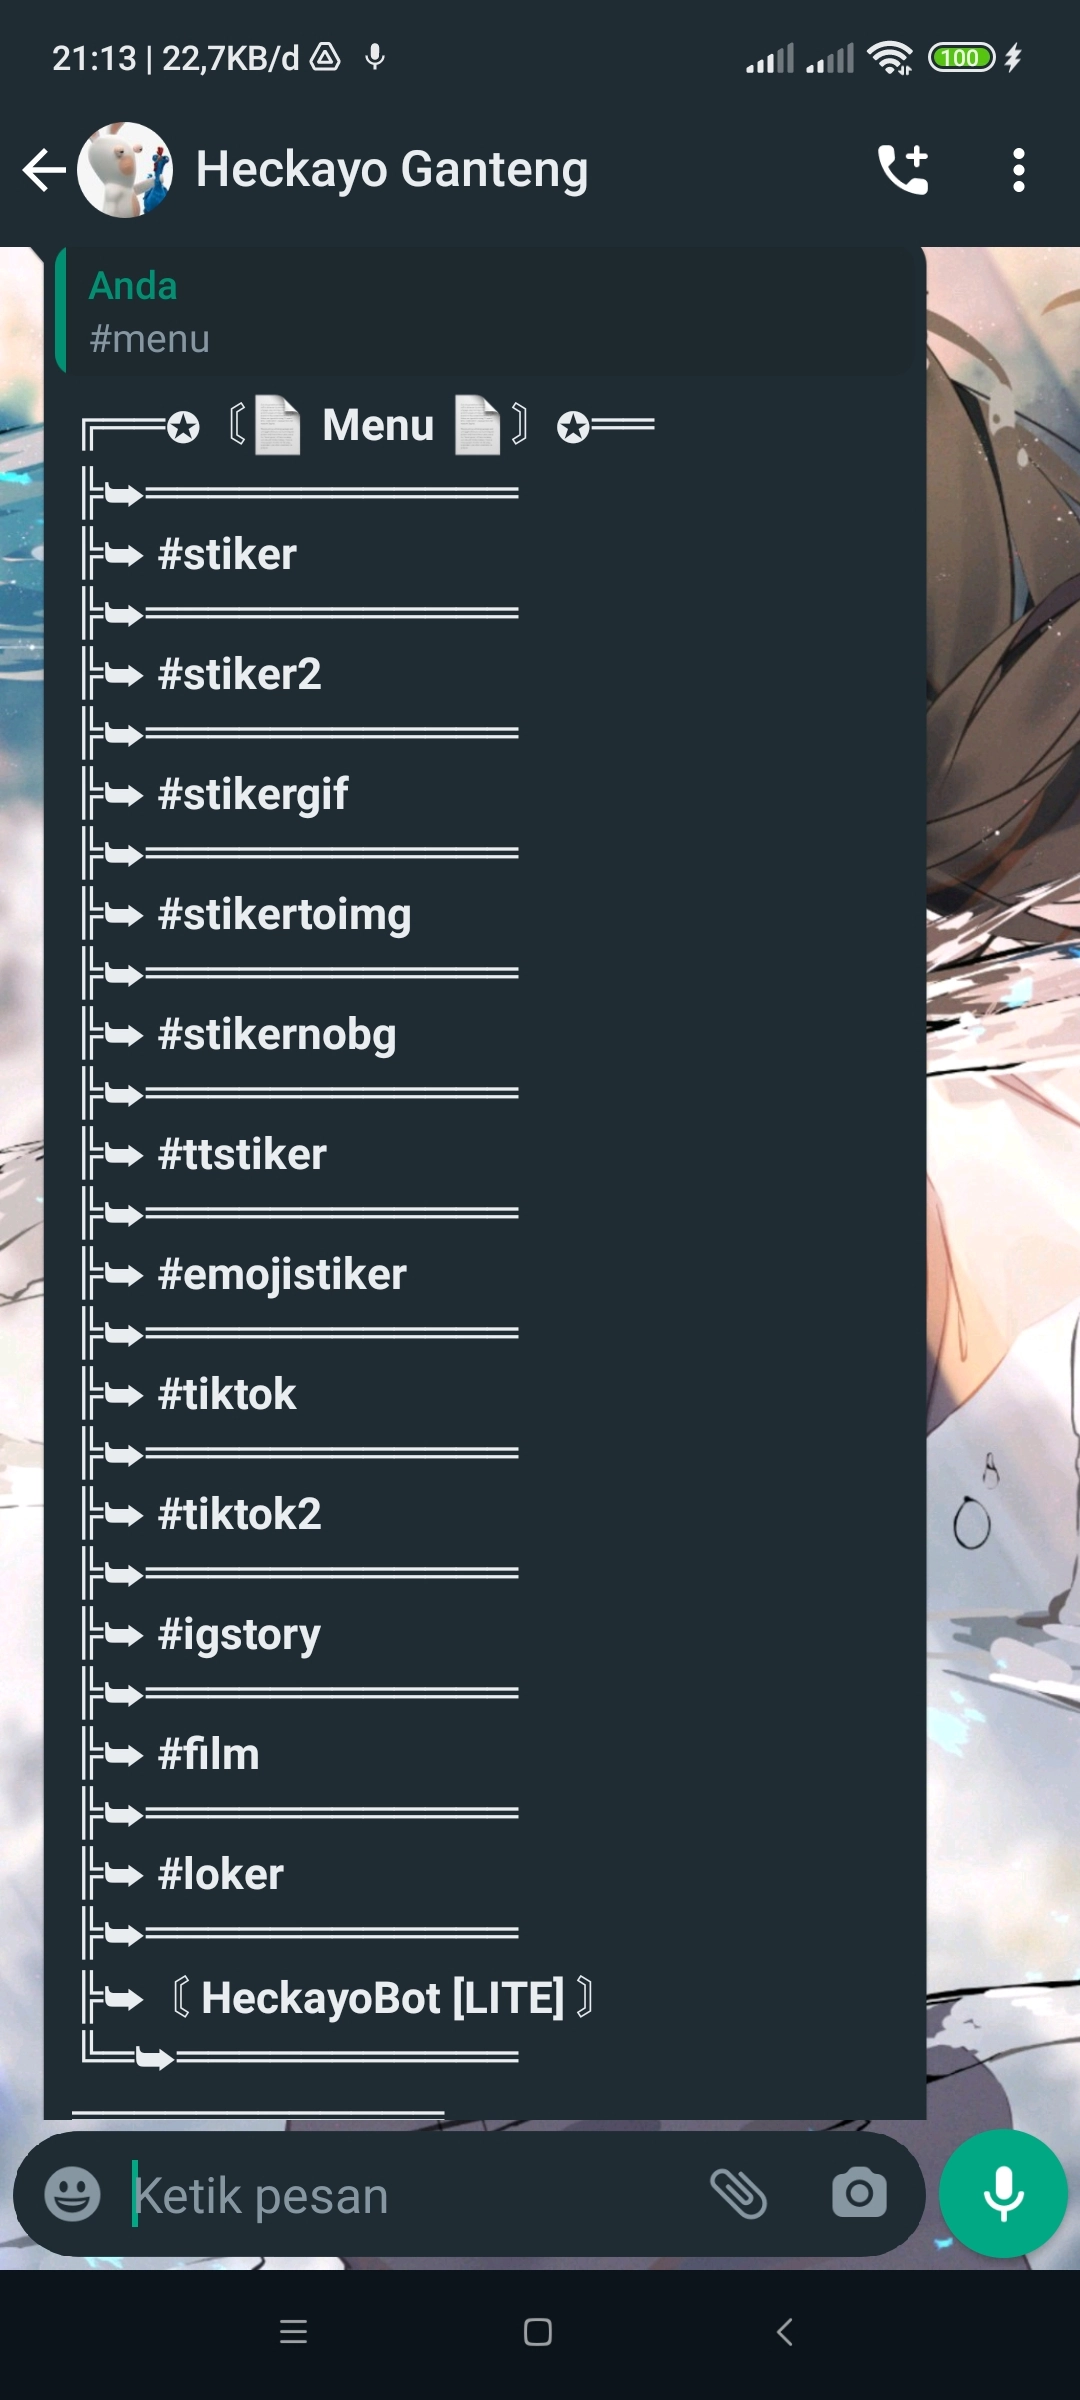 21:13 | 22,7KB/d
100
Heckayo Ganteng
Anda
#menu
╔══✪〘📄 Menu 📄〙✪══
╠➥════════════
╠➥ #stiker
╠➥════════════
╠➥ #stiker2
╠➥════════════
╠➥ #stikergif
╠➥════════════
╠➥ #stikertoimg
╠➥════════════
╠➥ #stikernobg
╠➥════════════
╠➥ #ttstiker
╠➥════════════
╠➥ #emojistiker
╠➥════════════
╠➥ #tiktok
╠➥════════════
╠➥ #tiktok2
╠➥════════════
╠➥ #igstory
╠➥════════════
╠➥ #film
╠➥════════════
╠➥ #loker
╠➥════════════
╠➥〘 HeckayoBot [LITE] 〙
╚═➥═══════════
════════════
Ketik pesan